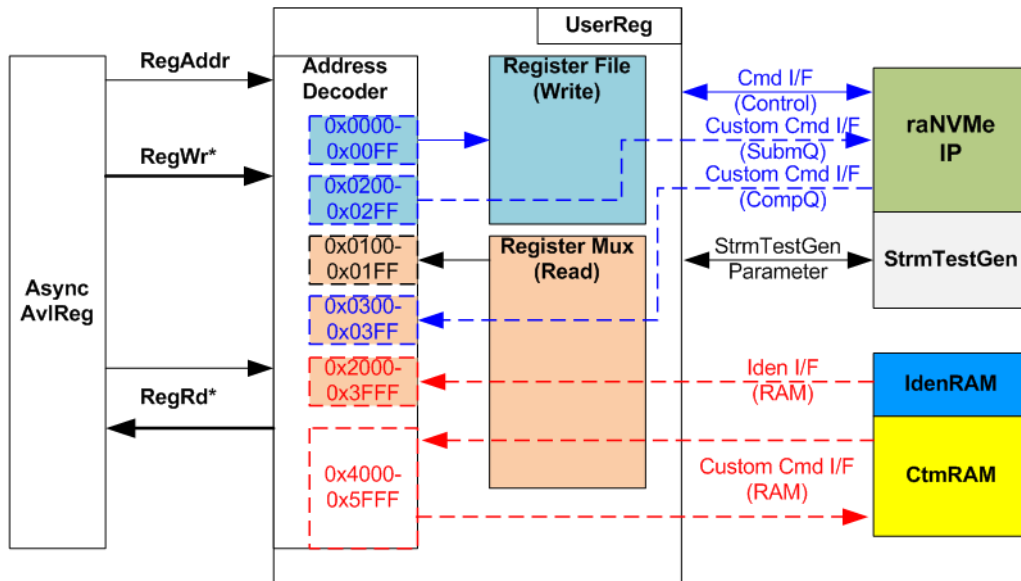 UserReg
RegAddr
RegWr*
Async
AvlReg
RegRd*
Address
Decoder
0x0000-
0x00FF
0x0200-
0x02FF
0x0100-
0x01FF
0x0300-
0x03FF
0x2000-
0x3FFF
0x4000-
0x5FFF
Register File
(Write)
Register Mux
(Read)
Cmd I/F
(Control)
Custom Cmd I/F
(SubmQ)
Custom Cmd I/F
(CompQ)
StrmTestGen
Parameter
Iden I/F
(RAM)
Custom Cmd I/F
(RAM)
raNVMe
IP
StrmTestGen
IdenRAM
CtmRAM